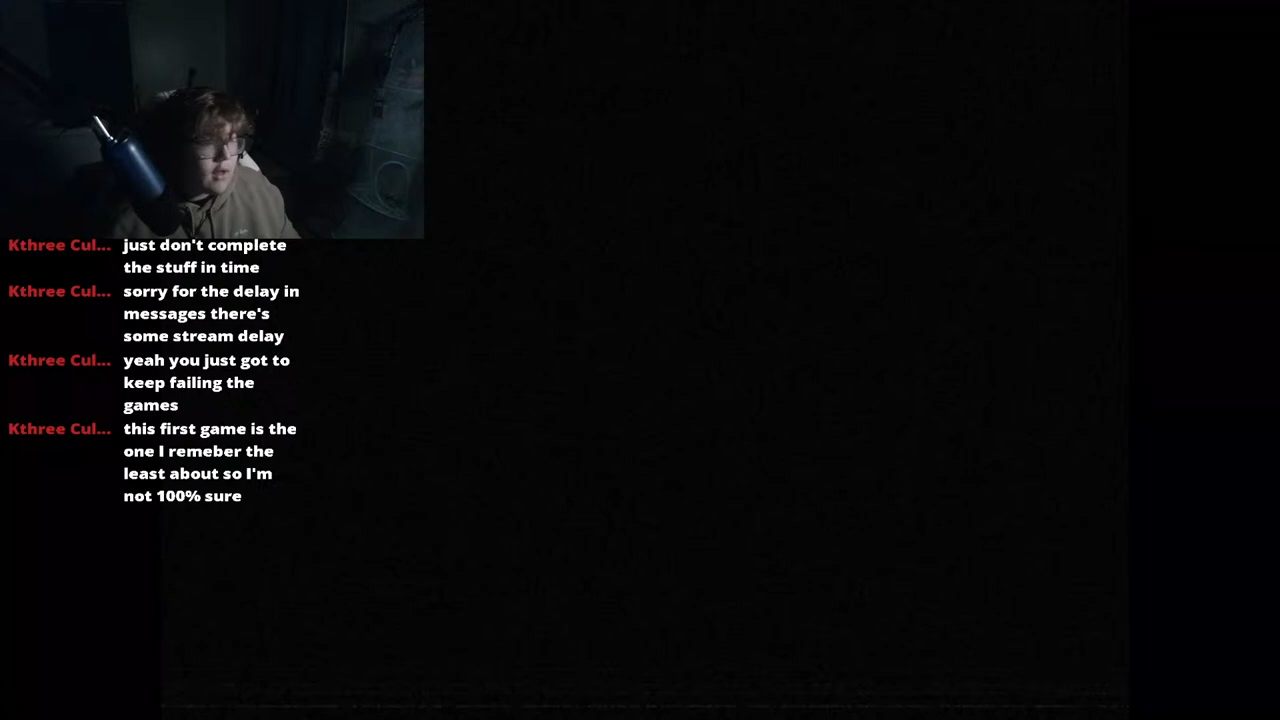 Kthree Cul... just don't complete
the stuff in time
Kthree Cul... sorry for the delay in
messages there's
some stream delay
Kthree Cul... yeah you just got to
keep failing the
games
Kthree Cul... this first game is the
one I remeber the
least about so I'm
not 100% sure